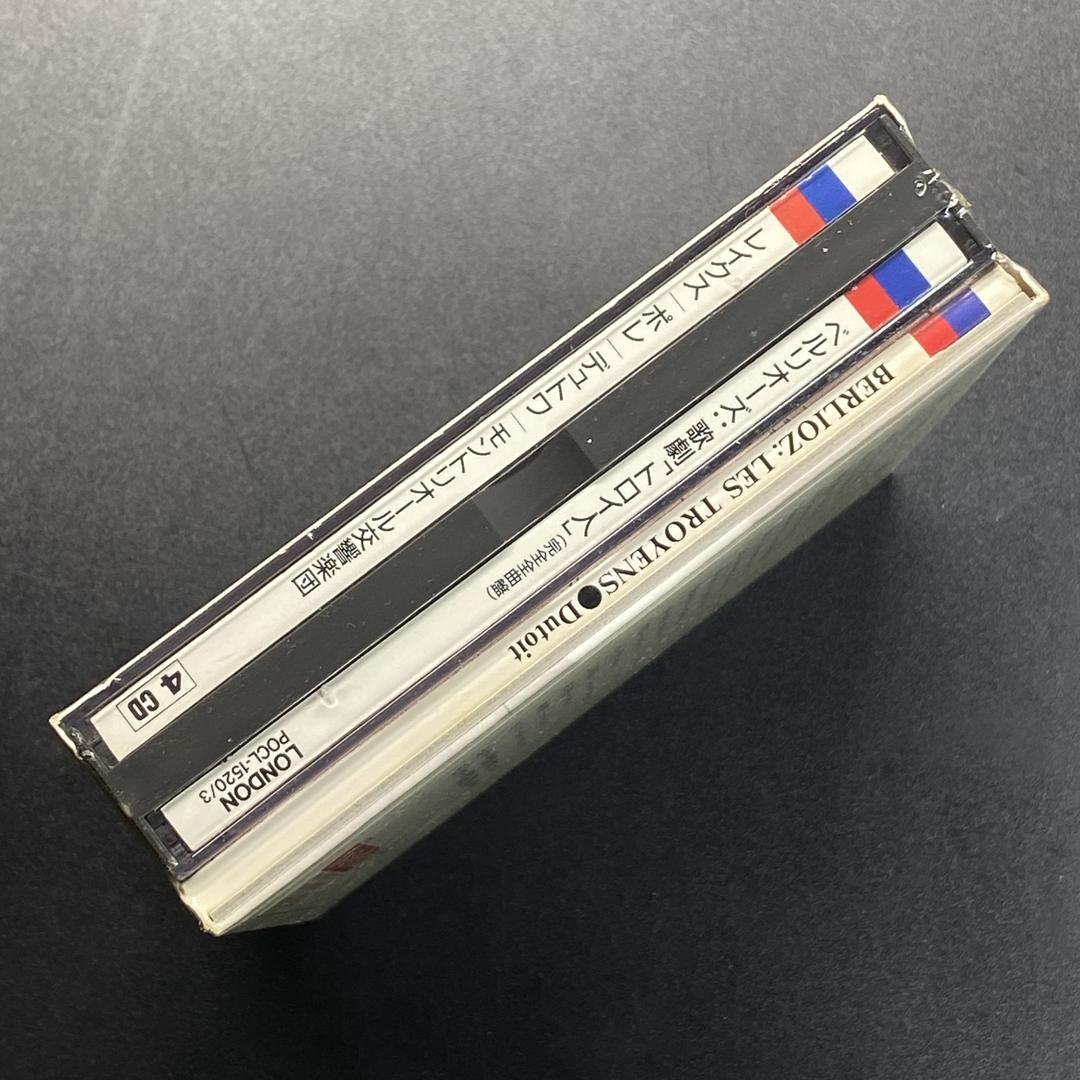 レイクス/ポレ/デュトワ/モントリオール交響楽団
4 CD
ベルリオーズ:歌劇「トロイ人」(完全全曲盤)
LONDON
POCL-1520/3
BERLIOZ: LES TROYENS●Dutoit